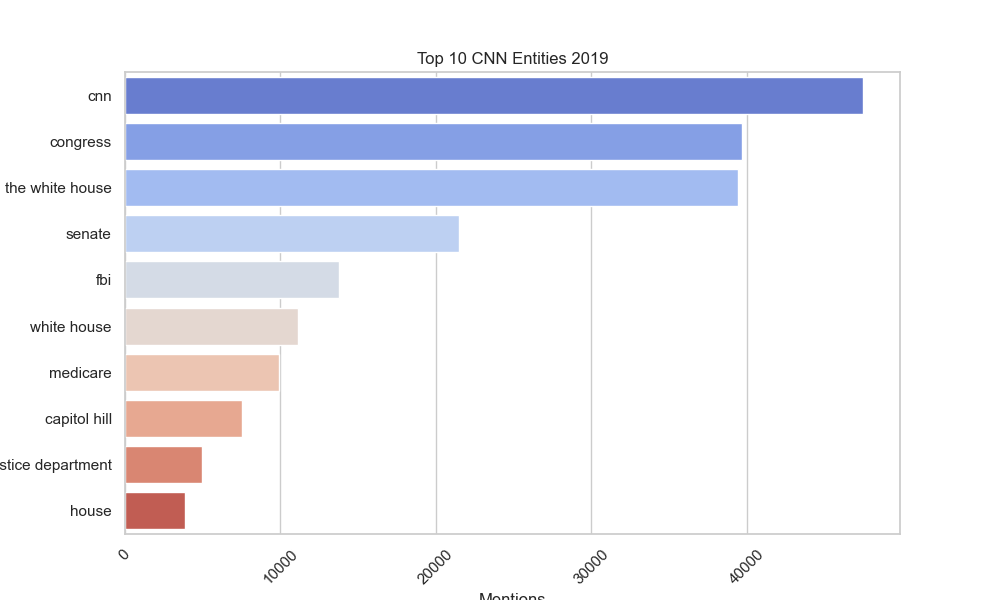 Top 10 CNN Entities 2019
cnn
congress
the white house
senate
fbi
white house
medicare
capitol hill
stice department
house
0
10000
20000
30000
40000
Mentions